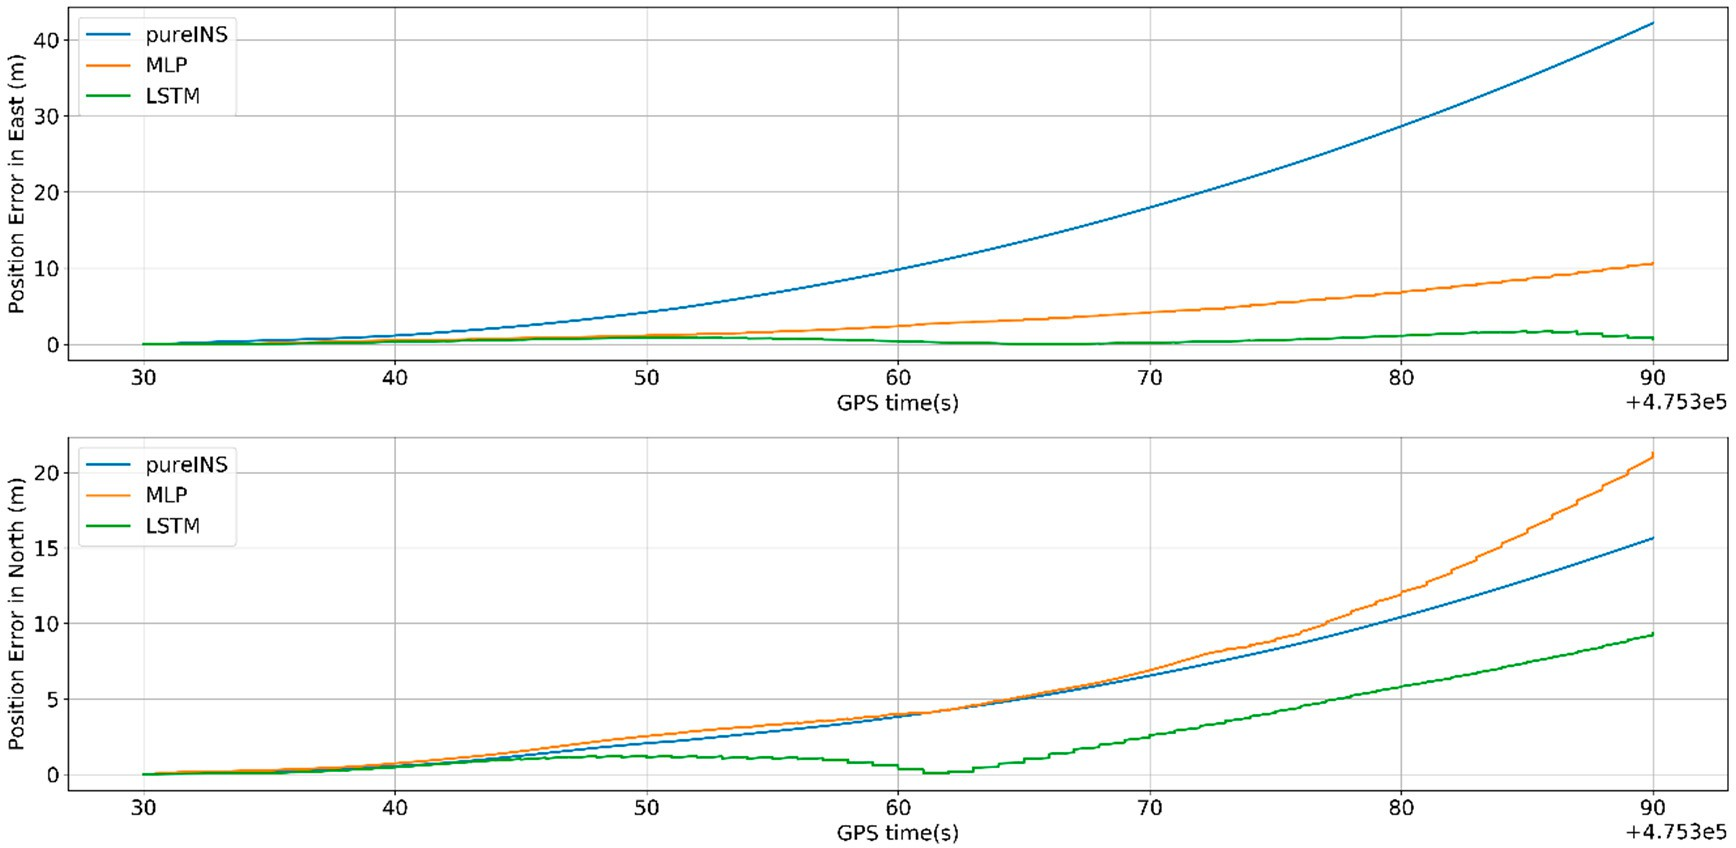 Position Error in East (m)
40
30
20
10
0
pureINS
MLP
LSTM
30 40 50 60 70 80 90
GPS time(s)
+4.753e5
Position Error in North (m)
20
15
10
5
0
pureINS
MLP
LSTM
30 40 50 60 70 80 90
GPS time(s)
+4.753e5